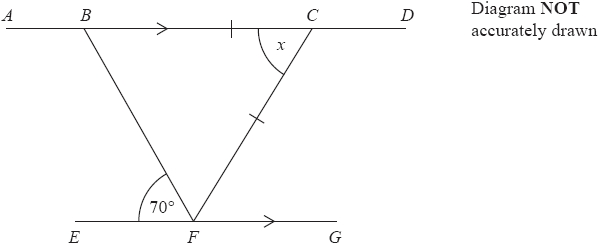 A B C D
Diagram NOT
accurately drawn
x
70°
E F G